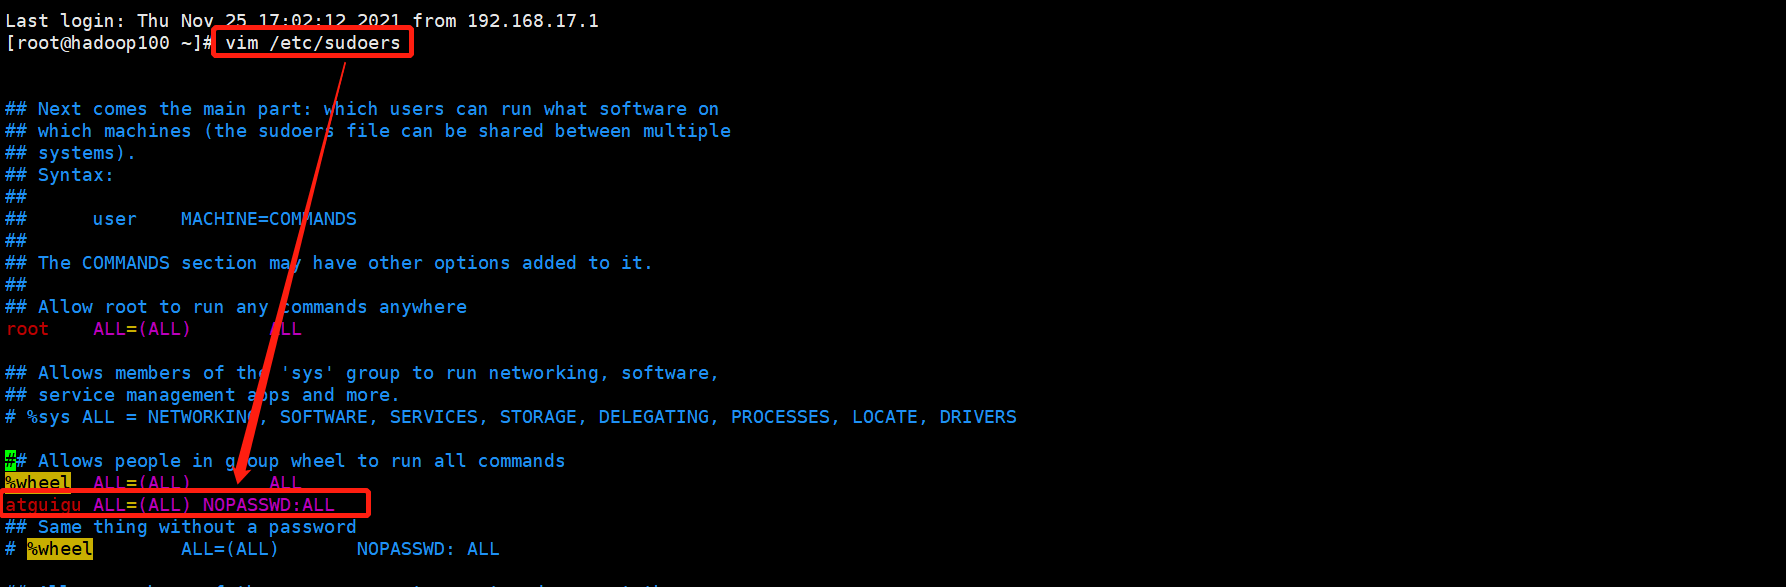 Last login: Thu Nov 25 17:02:12 2021 from 192.168.17.1
[root@hadoop100 ~]# vim /etc/sudoers
## Next comes the main part: which users can run what software on
## which machines (the sudoers file can be shared between multiple
## systems).
## Syntax:
##
##      user    MACHINE=COMMANDS
##
## The COMMANDS section may have other options added to it.
##
## Allow root to run any commands anywhere
root    ALL=(ALL)       ALL
## Allows members of the 'sys' group to run networking, software,
## service management apps and more.
# %sys ALL = NETWORKING, SOFTWARE, SERVICES, STORAGE, DELEGATING, PROCESSES, LOCATE, DRIVERS
## Allows people in group wheel to run all commands
%wheel  ALL=(ALL)       ALL
atguigu ALL=(ALL) NOPASSWD:ALL
## Same thing without a password
# %wheel        ALL=(ALL)       NOPASSWD: ALL